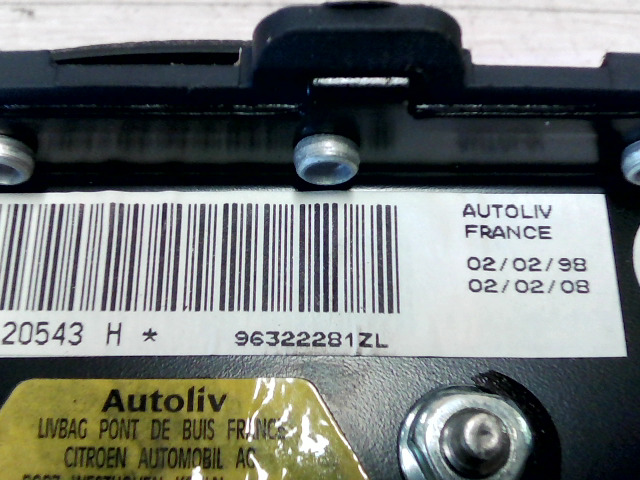 AUTOLIV
FRANCE
02/02/98
02/02/08
20543 H * 96322281ZL
Autoliv
LIVBAG PONT DE BUIS FRANCE
CITROEN AUTOMOBIL AG